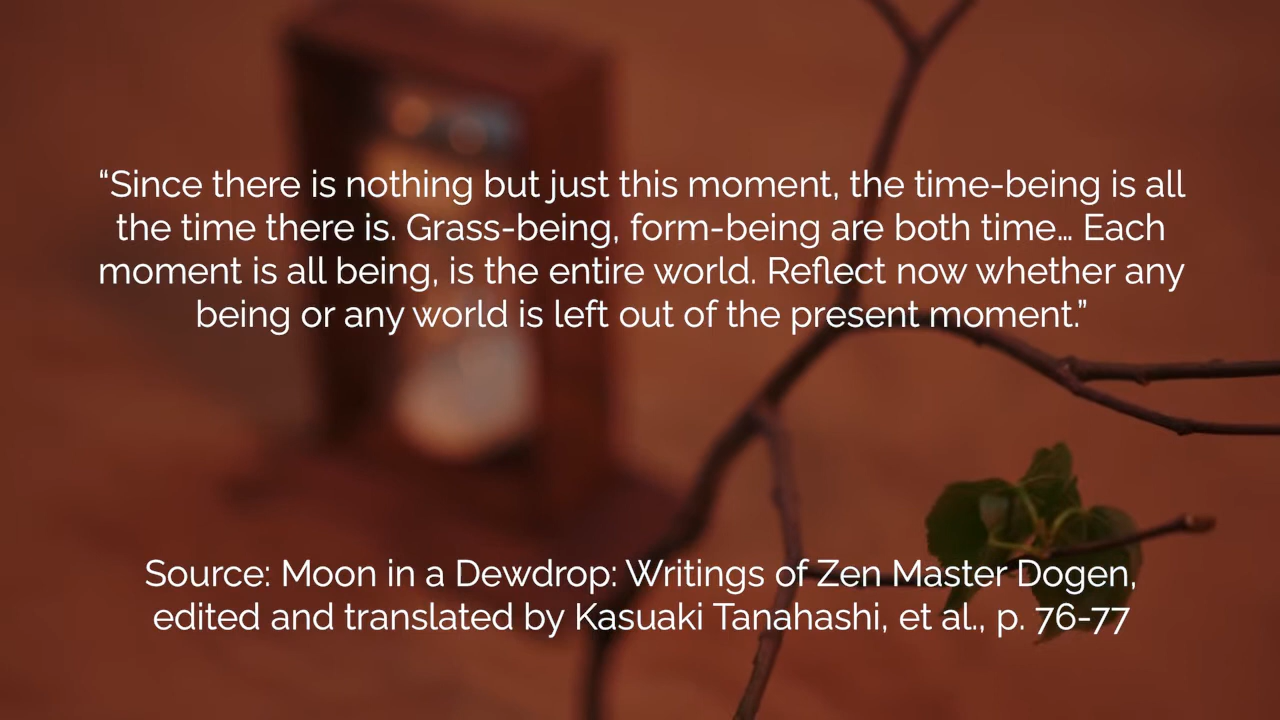 “Since there is nothing but just this moment, the time-being is all
the time there is. Grass-being, form-being are both time… Each
moment is all being, is the entire world. Reflect now whether any
being or any world is left out of the present moment.”
Source: Moon in a Dewdrop: Writings of Zen Master Dogen,
edited and translated by Kasuaki Tanahashi, et al., p. 76-77